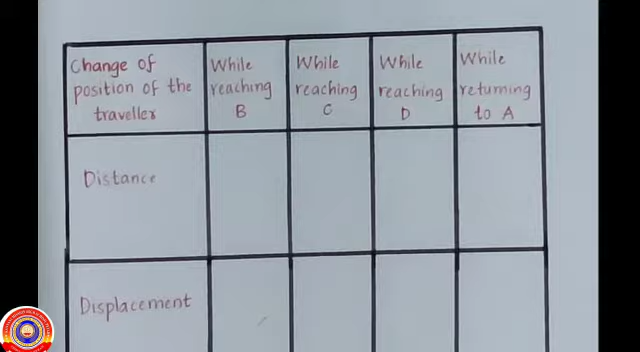 Change of position of the traveller
While reaching B
While reaching C
While reaching D
While returning to A
Distance
Displacement